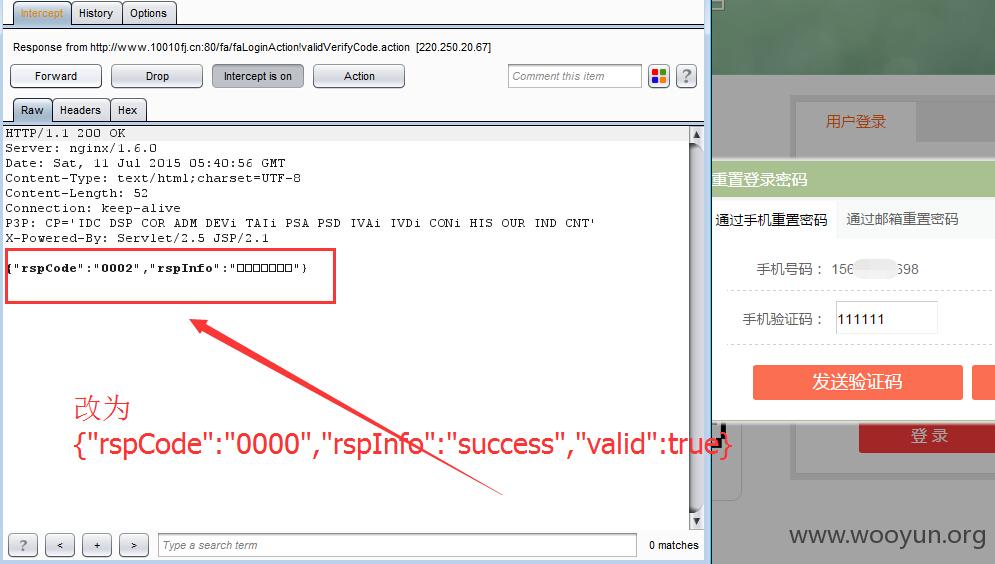 Intercept History Options
Response from http://www.10010fj.cn:80/fa/faLoginAction!validVerifyCode.action [220.250.20.67]
Forward Drop Intercept is on Action Comment this item ?
Raw Headers Hex
HTTP/1.1 200 OK
Server: nginx/1.6.0
Date: Sat, 11 Jul 2015 05:40:56 GMT
Content-Type: text/html;charset=UTF-8
Content-Length: 52
Connection: keep-alive
P3P: CP='IDC DSP COR ADM DEVi TAIi PSA PSD IVAi IVDi CONi HIS OUR IND CNT'
X-Powered-By: Servlet/2.5 JSP/2.1
{"rspCode":"0002","rspInfo":"□□□□□□□"}
改为
{"rspCode":"0000","rspInfo":"success","valid":true}
? < + > Type a search term 0 matches
用户登录
重置登录密码
通过手机重置密码 通过邮箱重置密码
手机号码： 156 698
手机验证码： 111111
发送验证码
登录
www.wooyun.org